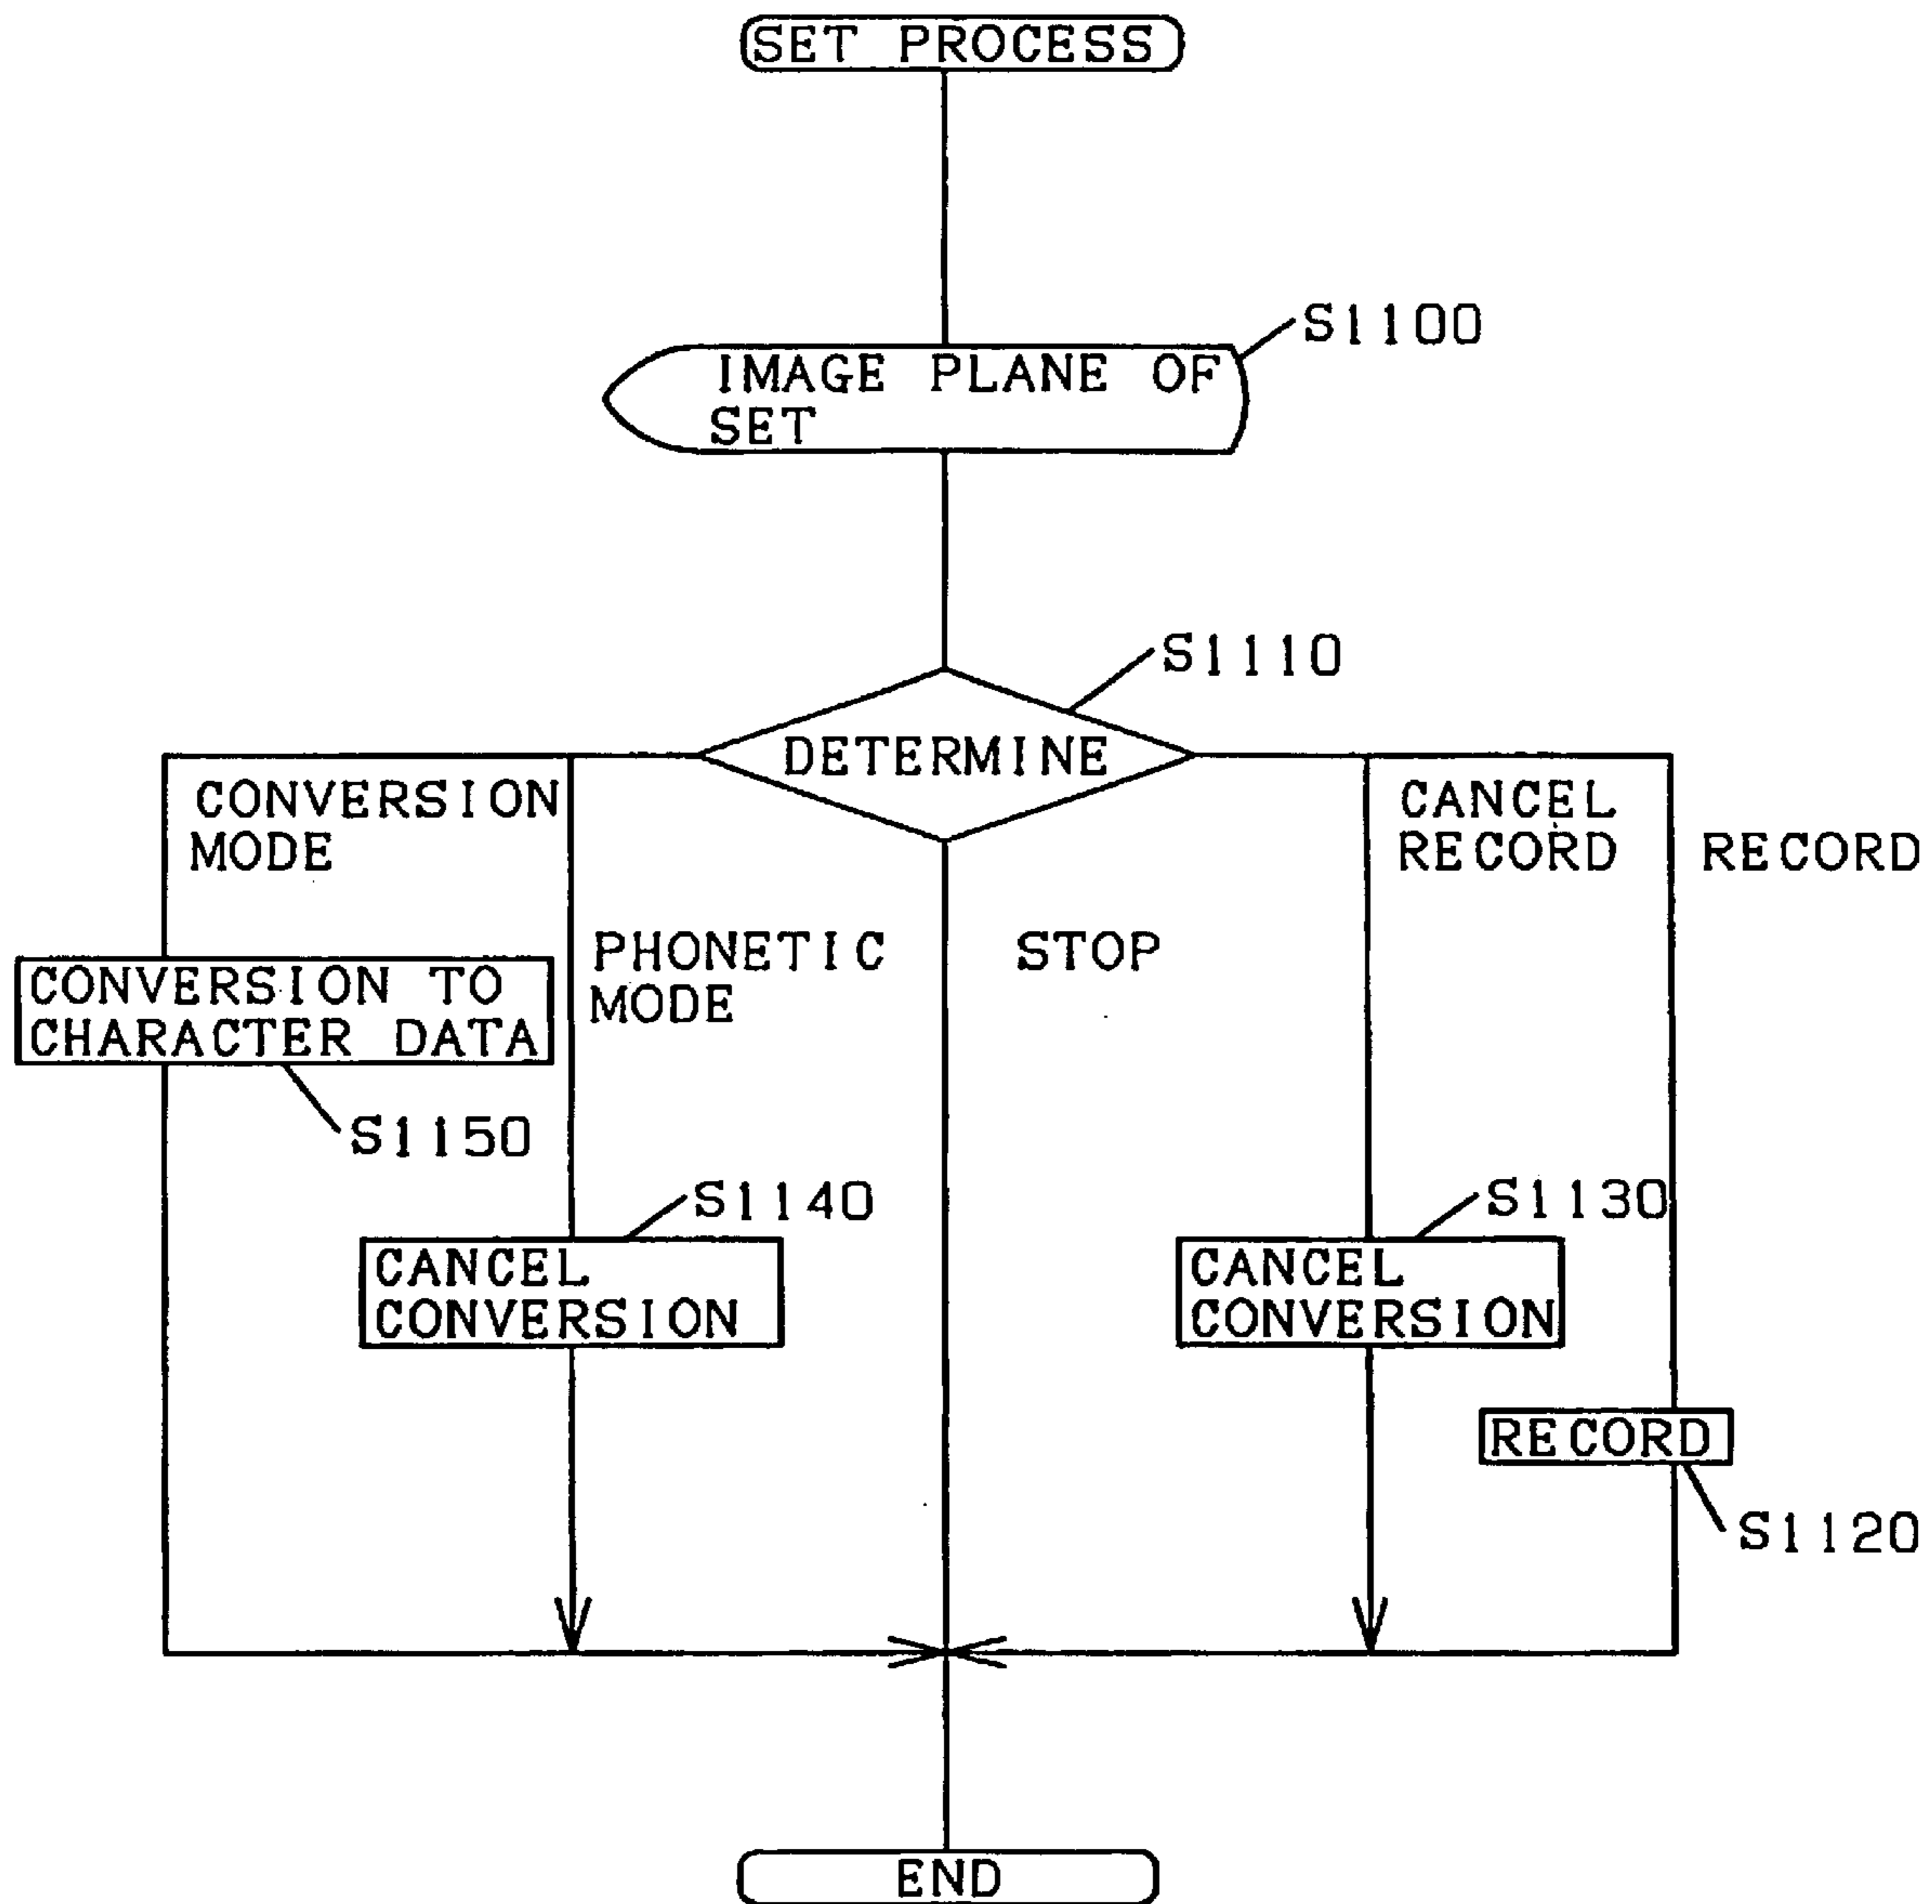 SET PROCESS
S1100
IMAGE PLANE OF
SET
S1110
DETERMINE
CONVERSION
MODE
CANCEL
RECORD
RECORD
PHONETIC
MODE
STOP
CONVERSION TO
CHARACTER DATA
S1150
S1140
S1130
CANCEL
CONVERSION
CANCEL
CONVERSION
RECORD
S1120
END